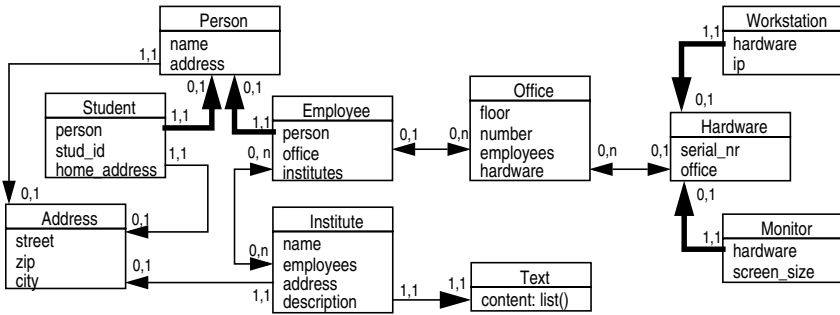 Person
name
address
1,1
0,1
0,1
Student
person
stud_id
home_address
1,1
1,1
0,1
0,1
Address
street
zip
city
0,1
Employee
person
office
institutes
1,1
0,n
0,1
0,n
Institute
name
employees
address
description
0,n
1,1
1,1
1,1
Text
content: list()
Office
floor
number
employees
hardware
0,n
0,1
Workstation
hardware
ip
1,1
0,1
Hardware
serial_nr
office
0,1
1,1
Monitor
hardware
screen_size